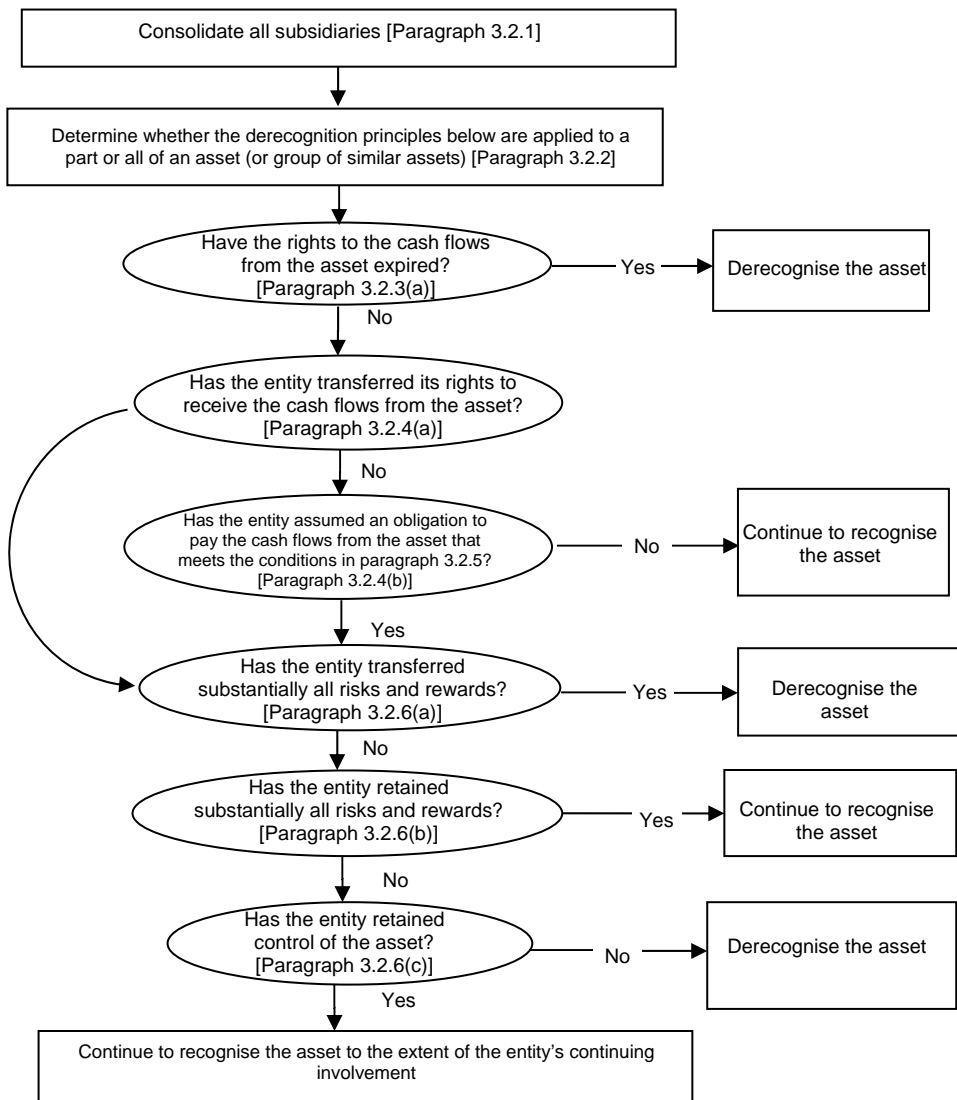 Consolidate all subsidiaries [Paragraph 3.2.1]
Determine whether the derecognition principles below are applied to a
part or all of an asset (or group of similar assets) [Paragraph 3.2.2]
Have the rights to the cash flows
from the asset expired?
[Paragraph 3.2.3(a)]
Yes
Derecognise the asset
No
Has the entity transferred its rights to
receive the cash flows from the asset?
[Paragraph 3.2.4(a)]
No
Has the entity assumed an obligation to
pay the cash flows from the asset that
meets the conditions in paragraph 3.2.5?
[Paragraph 3.2.4(b)]
No
Continue to recognise
the asset
Yes
Has the entity transferred
substantially all risks and rewards?
[Paragraph 3.2.6(a)]
Yes
Derecognise the
asset
No
Has the entity retained
substantially all risks and rewards?
[Paragraph 3.2.6(b)]
Yes
Continue to recognise
the asset
No
Has the entity retained
control of the asset?
[Paragraph 3.2.6(c)]
No
Derecognise the asset
Yes
Continue to recognise the asset to the extent of the entity's continuing
involvement